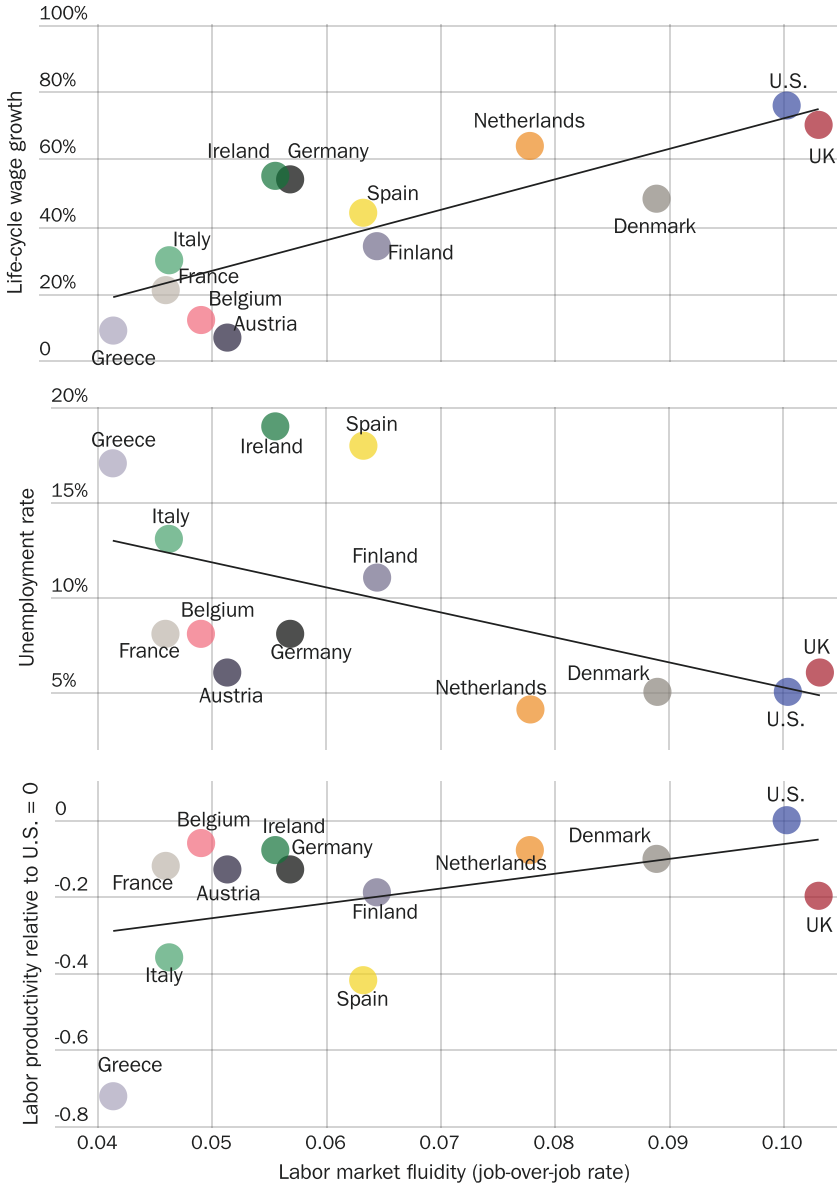 Life-cycle wage growth
100%
80%
60%
40%
20%
0
U.S.
UK
Netherlands
Ireland
Germany
Spain
Denmark
Italy
Finland
France
Belgium
Austria
Greece
Unemployment rate
20%
15%
10%
5%
Greece
Ireland
Spain
Italy
Finland
Belgium
France
Germany
Austria
Netherlands
Denmark
UK
U.S.
Labor productivity relative to U.S. = 0
0
-0.2
-0.4
-0.6
-0.8
U.S.
Belgium
Ireland
Germany
Denmark
Netherlands
France
Austria
Finland
UK
Italy
Spain
Greece
0.04 0.05 0.06 0.07 0.08 0.09 0.10
Labor market fluidity (job-over-job rate)